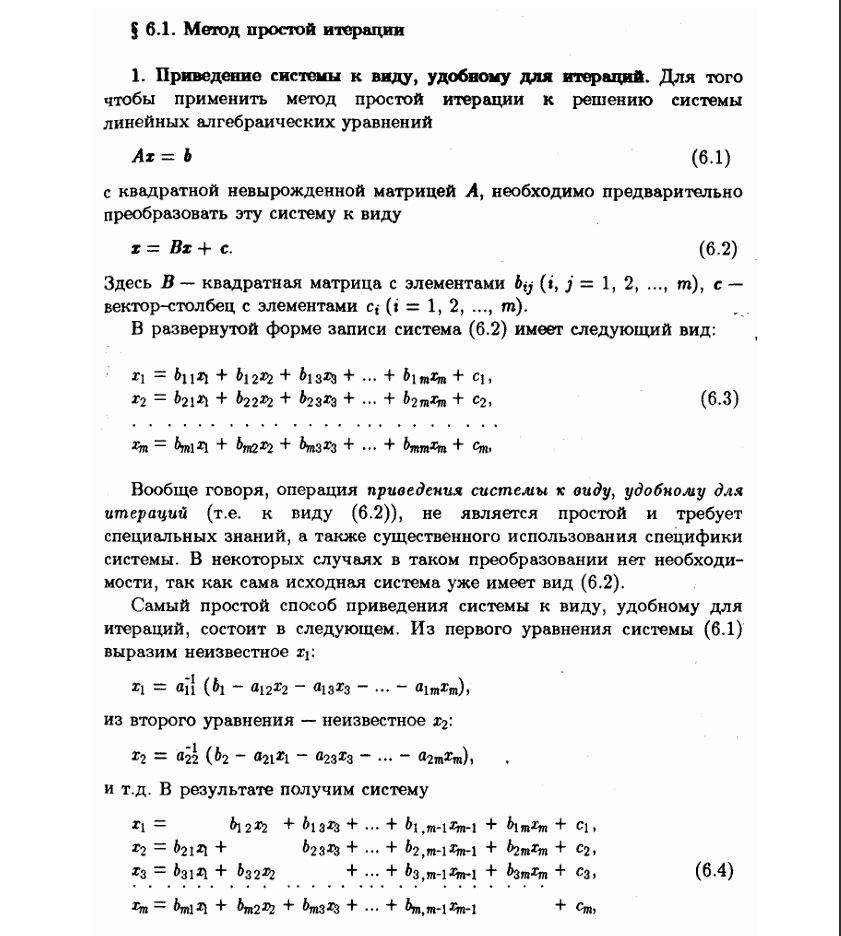 § 6.1. Метод простой итерации
1. Приведение системы к виду, удобному для итераций. Для того
чтобы применить метод простой итерации к решению системы
линейных алгебраических уравнений
Ax = b (6.1)
с квадратной невырожденной матрицей A, необходимо предварительно
преобразовать эту систему к виду
x = Bx + c. (6.2)
Здесь B — квадратная матрица с элементами b_{ij} (i, j = 1, 2, ..., m), c —
вектор-столбец с элементами c_i (i = 1, 2, ..., m).
В развернутой форме записи система (6.2) имеет следующий вид:
x_1 = b_{11}x_1 + b_{12}x_2 + b_{13}x_3 + ... + b_{1m}x_m + c_1,
x_2 = b_{21}x_1 + b_{22}x_2 + b_{23}x_3 + ... + b_{2m}x_m + c_2, (6.3)
. . . . . . . . . . . . . . . . . . . . . . . . . .
x_m = b_{m1}x_1 + b_{m2}x_2 + b_{m3}x_3 + ... + b_{mm}x_m + c_m,
Вообще говоря, операция приведения системы к виду, удобному для
итераций (т.е. к виду (6.2)), не является простой и требует
специальных знаний, а также существенного использования специфики
системы. В некоторых случаях в таком преобразовании нет необходи-
мости, так как сама исходная система уже имеет вид (6.2).
Самый простой способ приведения системы к виду, удобному для
итераций, состоит в следующем. Из первого уравнения системы (6.1)
выразим неизвестное x_1:
x_1 = a_{11}^{-1} (b_1 − a_{12}x_2 − a_{13}x_3 − ... − a_{1m}x_m),
из второго уравнения — неизвестное x_2:
x_2 = a_{22}^{-1} (b_2 − a_{21}x_1 − a_{23}x_3 − ... − a_{2m}x_m),
и т.д. В результате получим систему
x_1 = b_{12}x_2 + b_{13}x_3 + ... + b_{1,m-1}x_{m-1} + b_{1m}x_m + c_1,
x_2 = b_{21}x_1 + b_{23}x_3 + ... + b_{2,m-1}x_{m-1} + b_{2m}x_m + c_2,
x_3 = b_{31}x_1 + b_{32}x_2 + ... + b_{3,m-1}x_{m-1} + b_{3m}x_m + c_3, (6.4)
. . . . . . . . . . . . . . . . . . . . . . . . . . . .
x_m = b_{m1}x_1 + b_{m2}x_2 + b_{m3}x_3 + ... + b_{m,m-1}x_{m-1} + c_m,